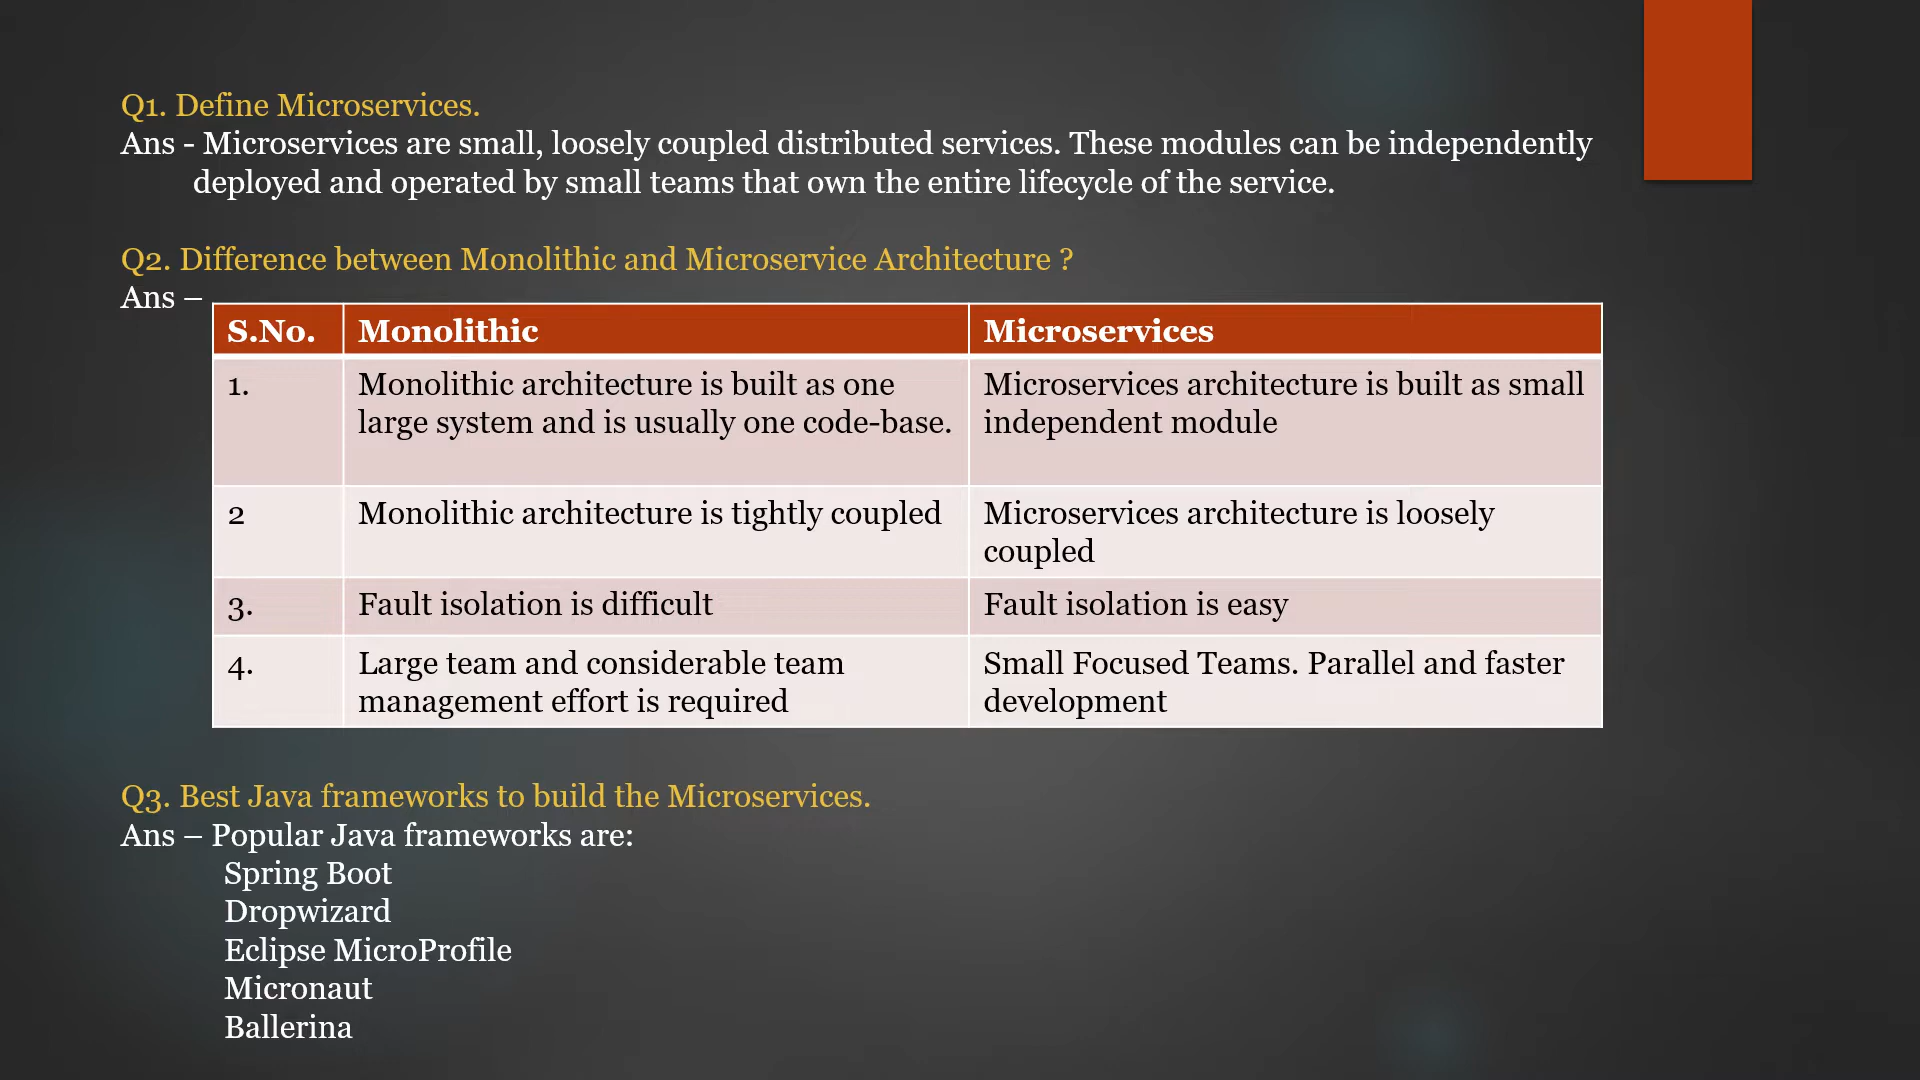 Q1. Define Microservices.
Ans - Microservices are small, loosely coupled distributed services. These modules can be independently
deployed and operated by small teams that own the entire lifecycle of the service.
Q2. Difference between Monolithic and Microservice Architecture ?
Ans –
S.No. Monolithic Microservices
1. Monolithic architecture is built as one Microservices architecture is built as small
large system and is usually one code-base. independent module
2 Monolithic architecture is tightly coupled Microservices architecture is loosely
coupled
3. Fault isolation is difficult Fault isolation is easy
4. Large team and considerable team Small Focused Teams. Parallel and faster
management effort is required development
Q3. Best Java frameworks to build the Microservices.
Ans – Popular Java frameworks are:
Spring Boot
Dropwizard
Eclipse MicroProfile
Micronaut
Ballerina